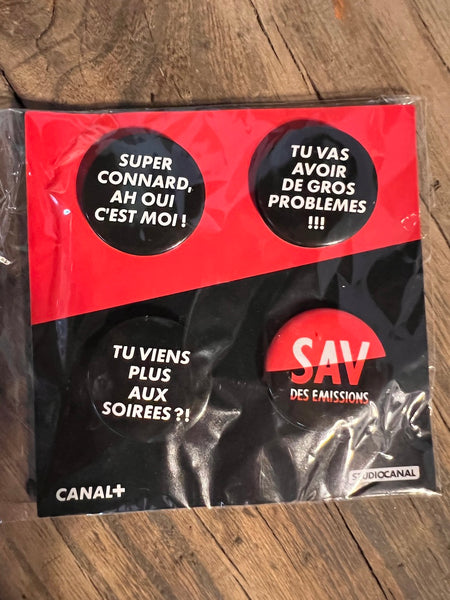 SUPER
CONNARD,
AH OUI
C'EST MOI !
TU VAS
AVOIR
DE GROS
PROBLEMES
!!!
TU VIENS
PLUS
AUX
SOIREES ?!
SAV
DES EMISSIONS
CANAL+
STUDIOCANAL